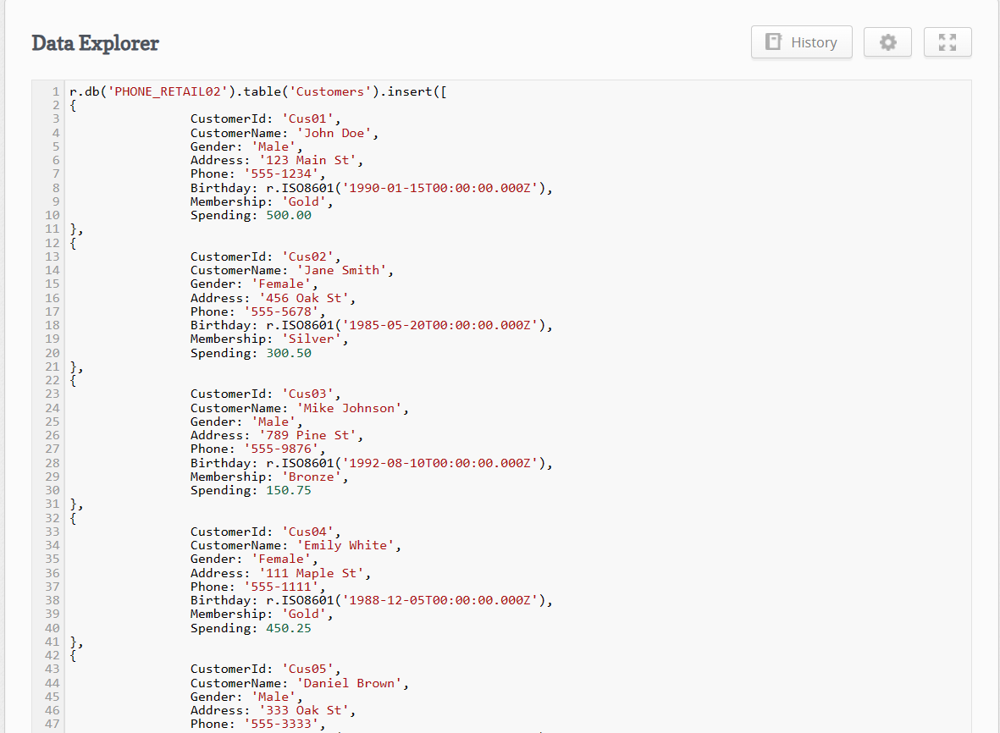 Data Explorer
History
1 r.db('PHONE_RETAIL02').table('Customers').insert([
2 {
3 CustomerId: 'Cus01',
4 CustomerName: 'John Doe',
5 Gender: 'Male',
6 Address: '123 Main St',
7 Phone: '555-1234',
8 Birthday: r.ISO8601('1990-01-15T00:00:00.000Z'),
9 Membership: 'Gold',
10 Spending: 500.00
11 },
12 {
13 CustomerId: 'Cus02',
14 CustomerName: 'Jane Smith',
15 Gender: 'Female',
16 Address: '456 Oak St',
17 Phone: '555-5678',
18 Birthday: r.ISO8601('1985-05-20T00:00:00.000Z'),
19 Membership: 'Silver',
20 Spending: 300.50
21 },
22 {
23 CustomerId: 'Cus03',
24 CustomerName: 'Mike Johnson',
25 Gender: 'Male',
26 Address: '789 Pine St',
27 Phone: '555-9876',
28 Birthday: r.ISO8601('1992-08-10T00:00:00.000Z'),
29 Membership: 'Bronze',
30 Spending: 150.75
31 },
32 {
33 CustomerId: 'Cus04',
34 CustomerName: 'Emily White',
35 Gender: 'Female',
36 Address: '111 Maple St',
37 Phone: '555-1111',
38 Birthday: r.ISO8601('1988-12-05T00:00:00.000Z'),
39 Membership: 'Gold',
40 Spending: 450.25
41 },
42 {
43 CustomerId: 'Cus05',
44 CustomerName: 'Daniel Brown',
45 Gender: 'Male',
46 Address: '333 Oak St',
47 Phone: '555-3333',